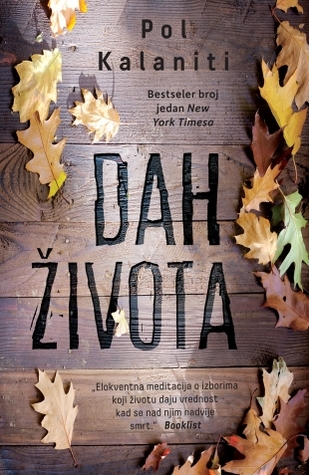 Pol
Kalaniti
Bestseler broj
jedan New
York Timesa
DAH
ŽIVOTA
„Elokventna meditacija o izborima
koji životu daju vrednost
kad se nad njim nadvije
smrt.“ Booklist